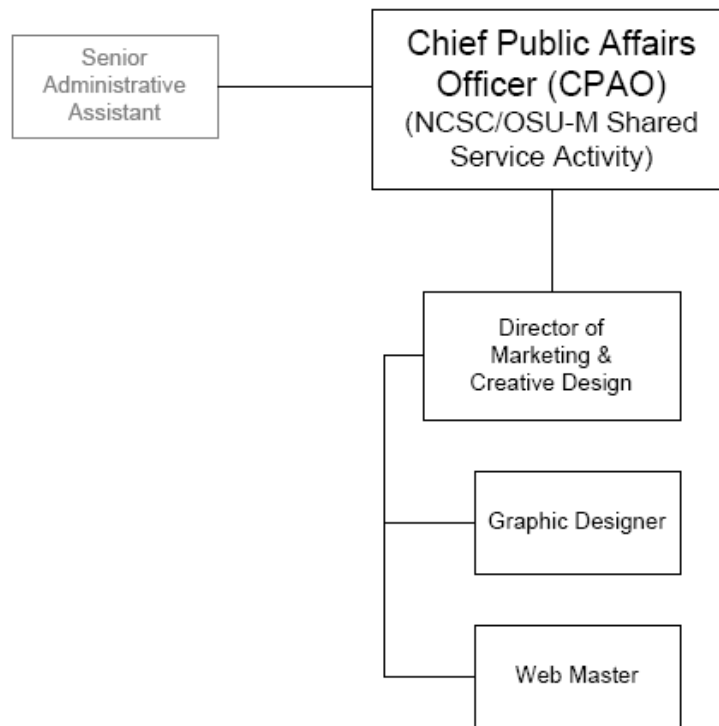 Senior
Administrative
Assistant
Chief Public Affairs
Officer (CPAO)
(NCSC/OSU-M Shared
Service Activity)
Director of
Marketing &
Creative Design
Graphic Designer
Web Master